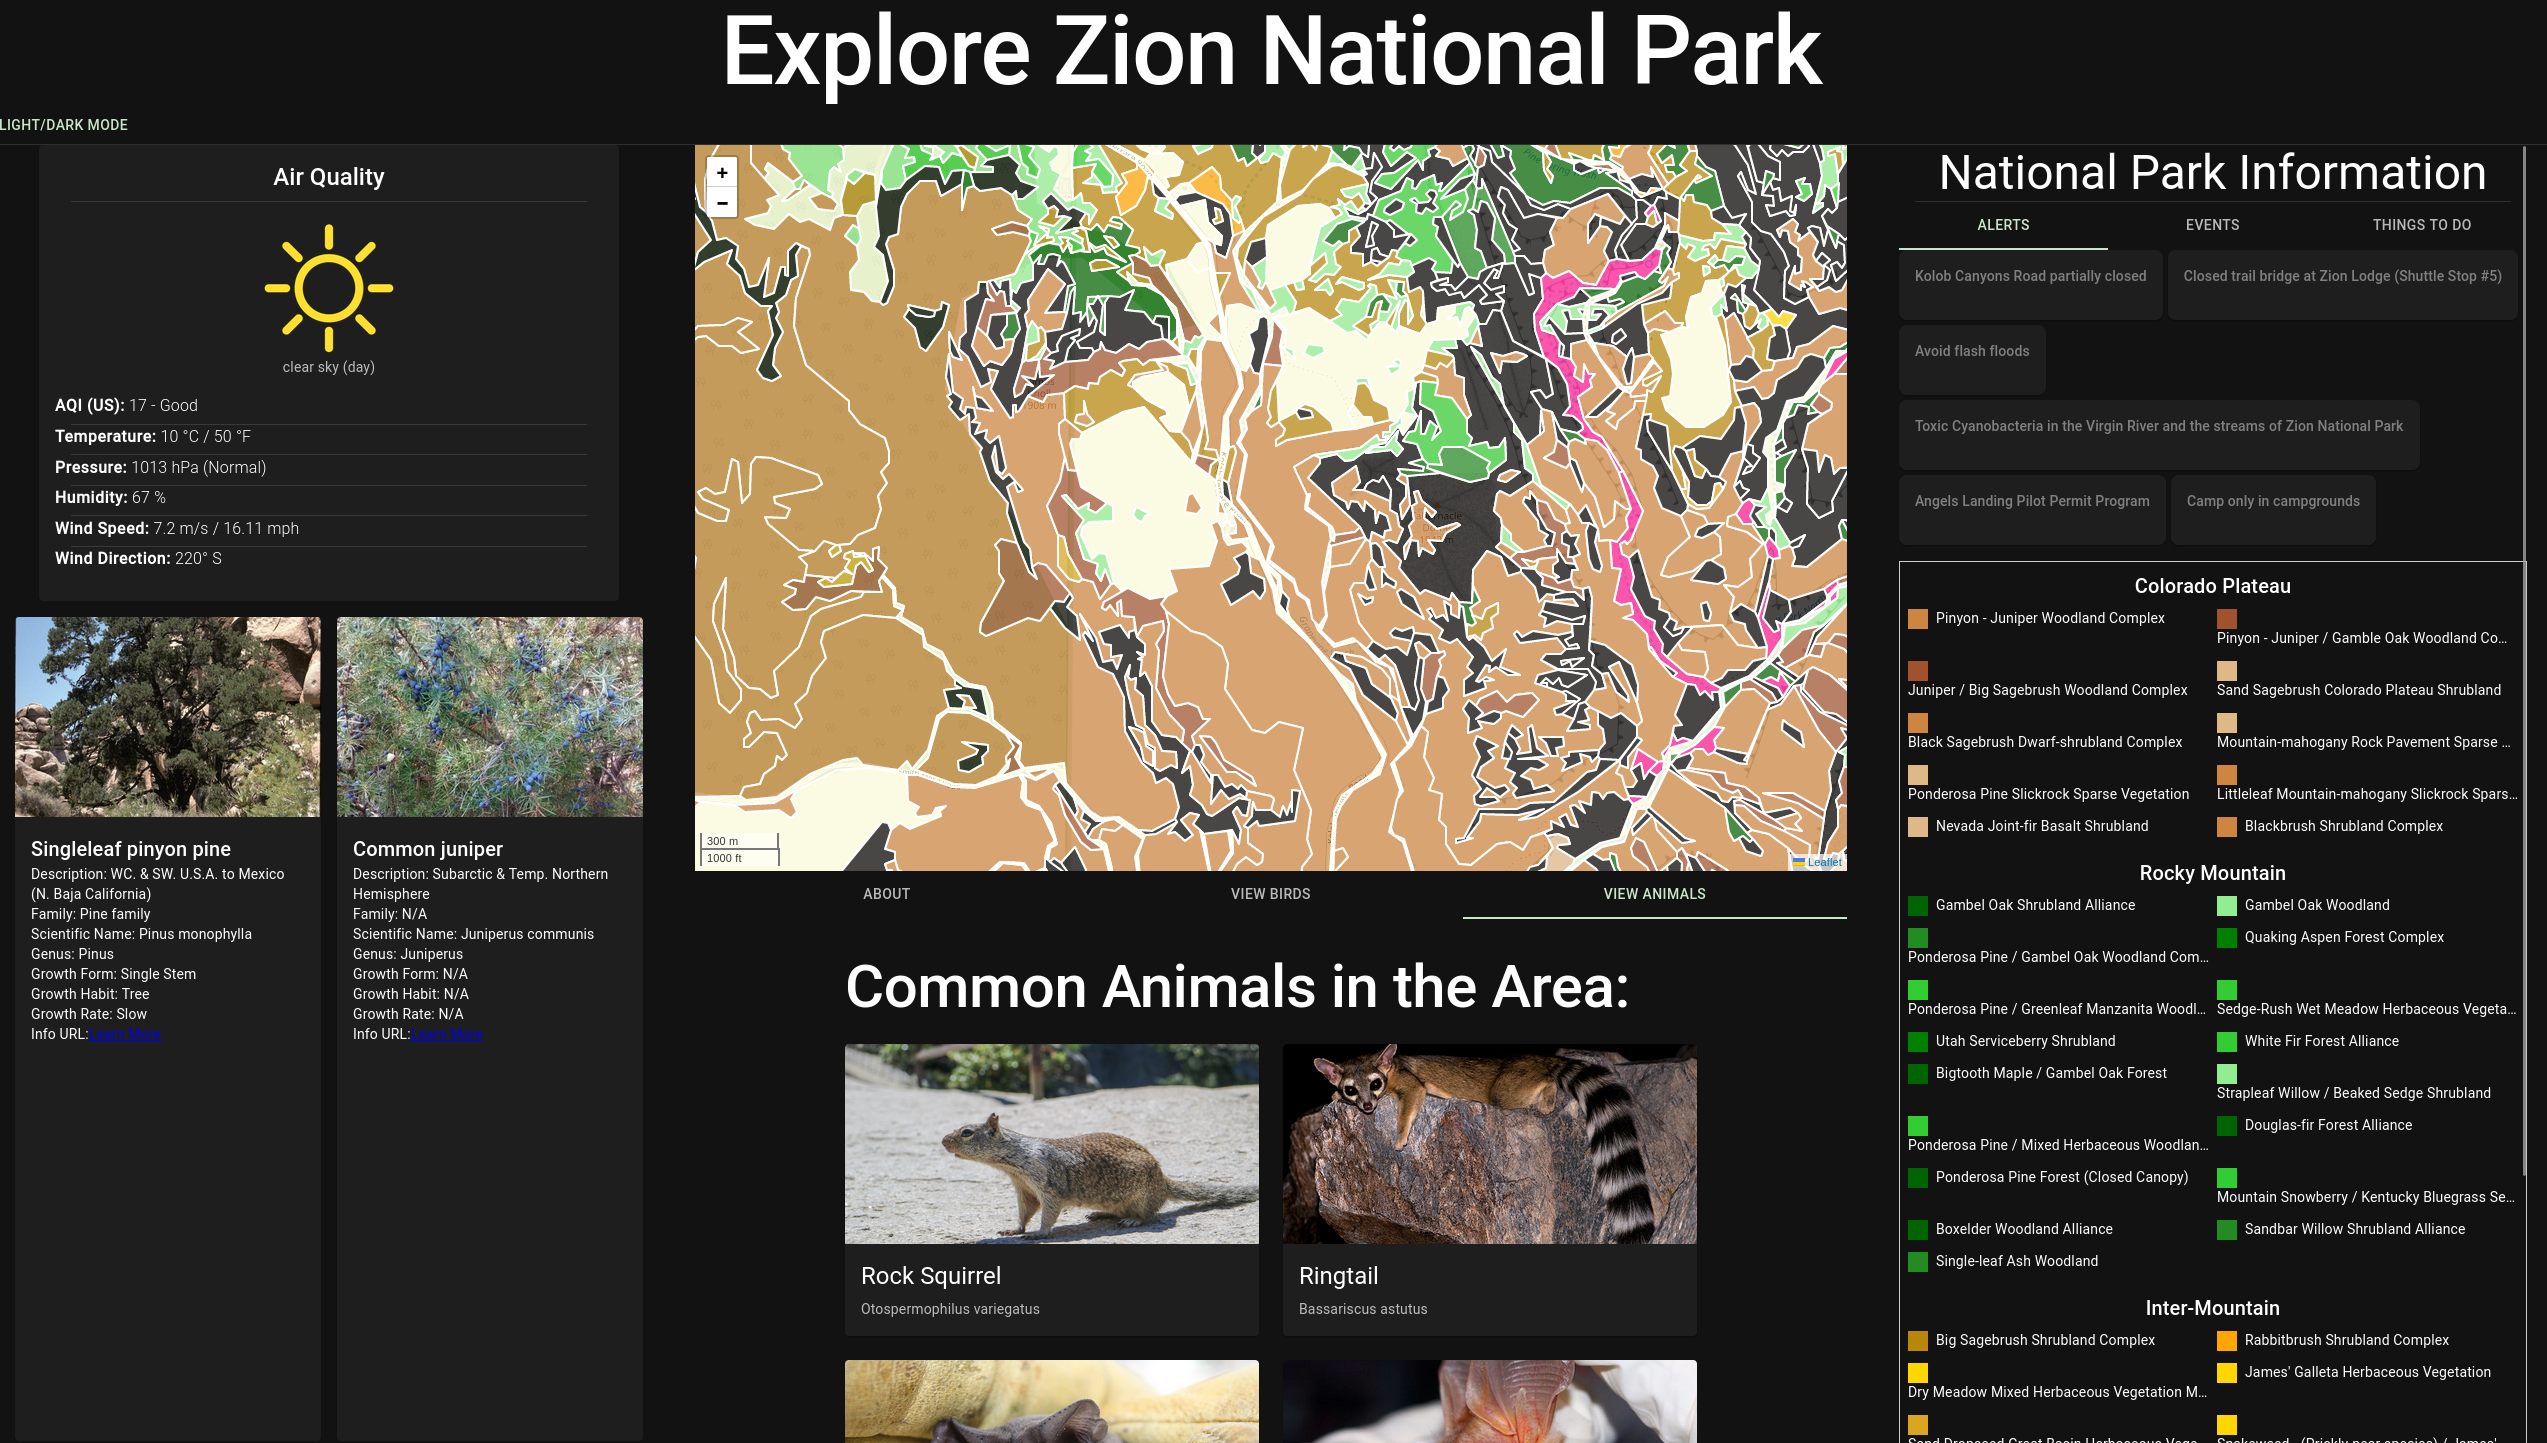 Explore Zion National Park
LIGHT/DARK MODE
Air Quality
clear sky (day)
AQI (US): 17 - Good
Temperature: 10 °C / 50 °F
Pressure: 1013 hPa (Normal)
Humidity: 67 %
Wind Speed: 7.2 m/s / 16.11 mph
Wind Direction: 220° S
Singleleaf pinyon pine
Description: WC. & SW. U.S.A. to Mexico
(N. Baja California)
Family: Pine family
Scientific Name: Pinus monophylla
Genus: Pinus
Growth Form: Single Stem
Growth Habit: Tree
Growth Rate: Slow
Info URL:Learn More
Common juniper
Description: Subarctic & Temp. Northern
Hemisphere
Family: N/A
Scientific Name: Juniperus communis
Genus: Juniperus
Growth Form: N/A
Growth Habit: N/A
Growth Rate: N/A
Info URL:Learn More
+
−
300 m
1000 ft
Leaflet
ABOUT
VIEW BIRDS
VIEW ANIMALS
Common Animals in the Area:
Rock Squirrel
Otospermophilus variegatus
Ringtail
Bassariscus astutus
National Park Information
ALERTS
EVENTS
THINGS TO DO
Kolob Canyons Road partially closed
Closed trail bridge at Zion Lodge (Shuttle Stop #5)
Avoid flash floods
Toxic Cyanobacteria in the Virgin River and the streams of Zion National Park
Angels Landing Pilot Permit Program
Camp only in campgrounds
Colorado Plateau
Pinyon - Juniper Woodland Complex
Pinyon - Juniper / Gamble Oak Woodland Co...
Juniper / Big Sagebrush Woodland Complex
Sand Sagebrush Colorado Plateau Shrubland
Black Sagebrush Dwarf-shrubland Complex
Mountain-mahogany Rock Pavement Sparse ...
Ponderosa Pine Slickrock Sparse Vegetation
Littleleaf Mountain-mahogany Slickrock Spars...
Nevada Joint-fir Basalt Shrubland
Blackbrush Shrubland Complex
Rocky Mountain
Gambel Oak Shrubland Alliance
Gambel Oak Woodland
Ponderosa Pine / Gambel Oak Woodland Com...
Quaking Aspen Forest Complex
Ponderosa Pine / Greenleaf Manzanita Woodl...
Sedge-Rush Wet Meadow Herbaceous Vegeta...
Utah Serviceberry Shrubland
White Fir Forest Alliance
Bigtooth Maple / Gambel Oak Forest
Strapleaf Willow / Beaked Sedge Shrubland
Ponderosa Pine / Mixed Herbaceous Woodlan...
Douglas-fir Forest Alliance
Ponderosa Pine Forest (Closed Canopy)
Mountain Snowberry / Kentucky Bluegrass Se...
Boxelder Woodland Alliance
Sandbar Willow Shrubland Alliance
Single-leaf Ash Woodland
Inter-Mountain
Big Sagebrush Shrubland Complex
Rabbitbrush Shrubland Complex
Dry Meadow Mixed Herbaceous Vegetation M...
James' Galleta Herbaceous Vegetation